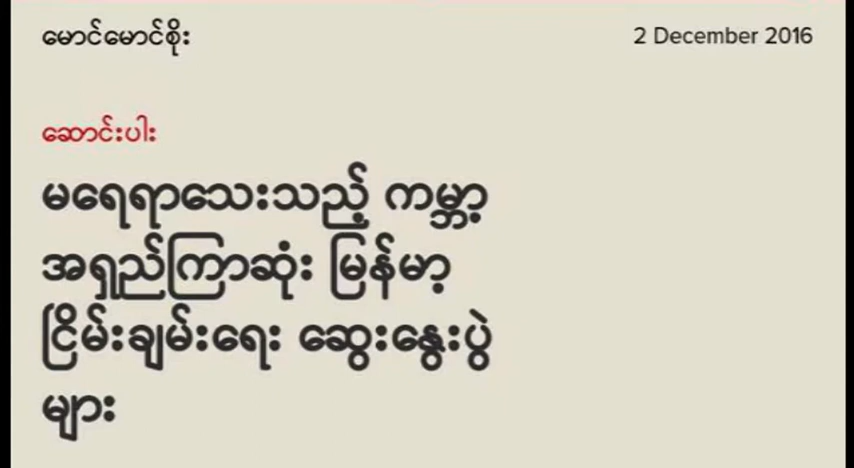 မောင်မောင်စိုး
2 December 2016
ဆောင်းပါး
မရေရာသေးသည့် ကမ္ဘာ့
အရှည်ကြာဆုံး မြန်မာ့
ငြိမ်းချမ်းရေး ဆွေးနွေးပွဲ
များ